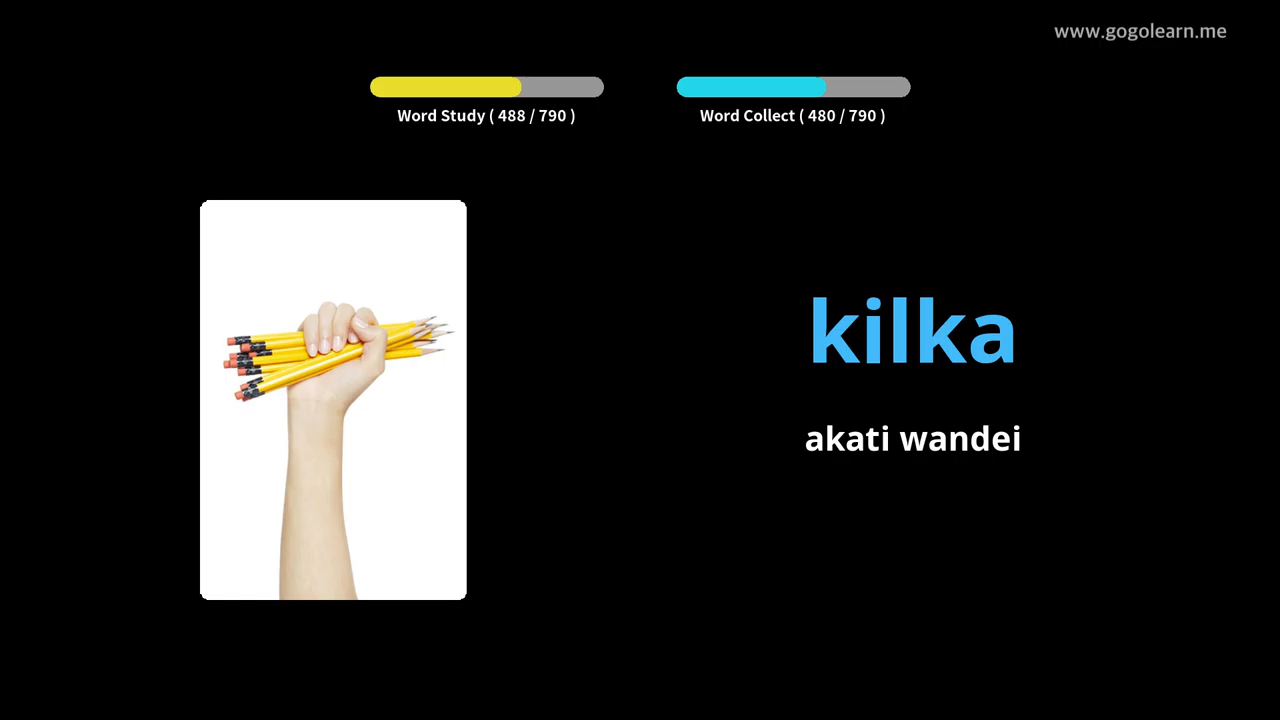 www.gogolearn.me
Word Study ( 488 / 790 )
Word Collect ( 480 / 790 )
kilka
akati wandei